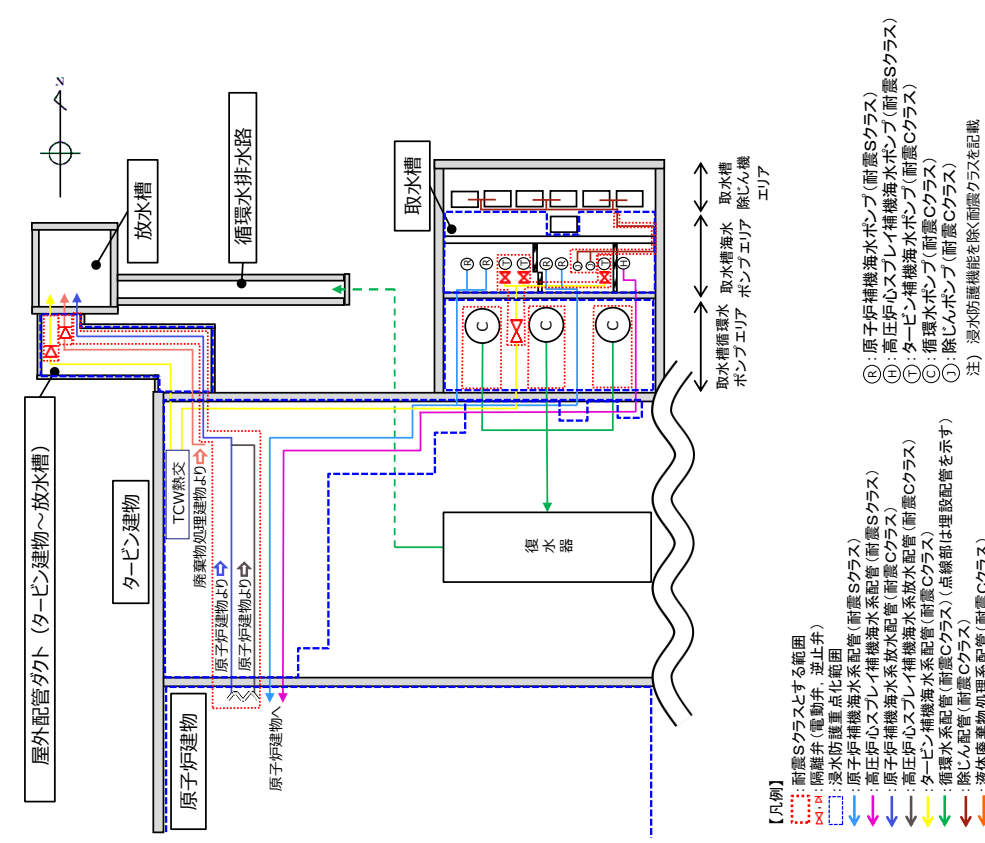 N
放水槽
循環水排水路
取水槽
取水槽
除じん機
エリア
取水槽海水
ポンプエリア
取水槽循環水
ポンプエリア
R
R
T
T
R
R
J
J
T
H
C
C
C
屋外配管ダクト(タービン建物~放水槽)
タービン建物
原子炉建物
TCW熱交
廃棄物処理建物より
原子炉建物より
原子炉建物より
原子炉建物へ
復水器
Ⓡ:原子炉補機海水ポンプ(耐震Sクラス)
Ⓗ:高圧炉心スプレイ補機海水ポンプ(耐震Sクラス)
Ⓣ:タービン補機海水ポンプ(耐震Cクラス)
Ⓒ:循環水ポンプ(耐震Cクラス)
Ⓙ:除じんポンプ(耐震Cクラス)
注) 浸水防護機能を除く耐震クラスを記載
【凡例】
:耐震Sクラスとする範囲
:隔離弁(電動弁,逆止弁)
:浸水防護重点化範囲
:原子炉補機海水系配管(耐震Sクラス)
:高圧炉心スプレイ補機海水系配管(耐震Sクラス)
:原子炉補機海水系放水配管(耐震Cクラス)
:高圧炉心スプレイ補機海水系放水配管(耐震Cクラス)
:タービン補機海水系配管(耐震Cクラス)
:循環水系配管(耐震Cクラス)(点線部は埋設配管を示す)
:除じん配管(耐震Cクラス)
:液体廃棄物処理系配管(耐震Cクラス)